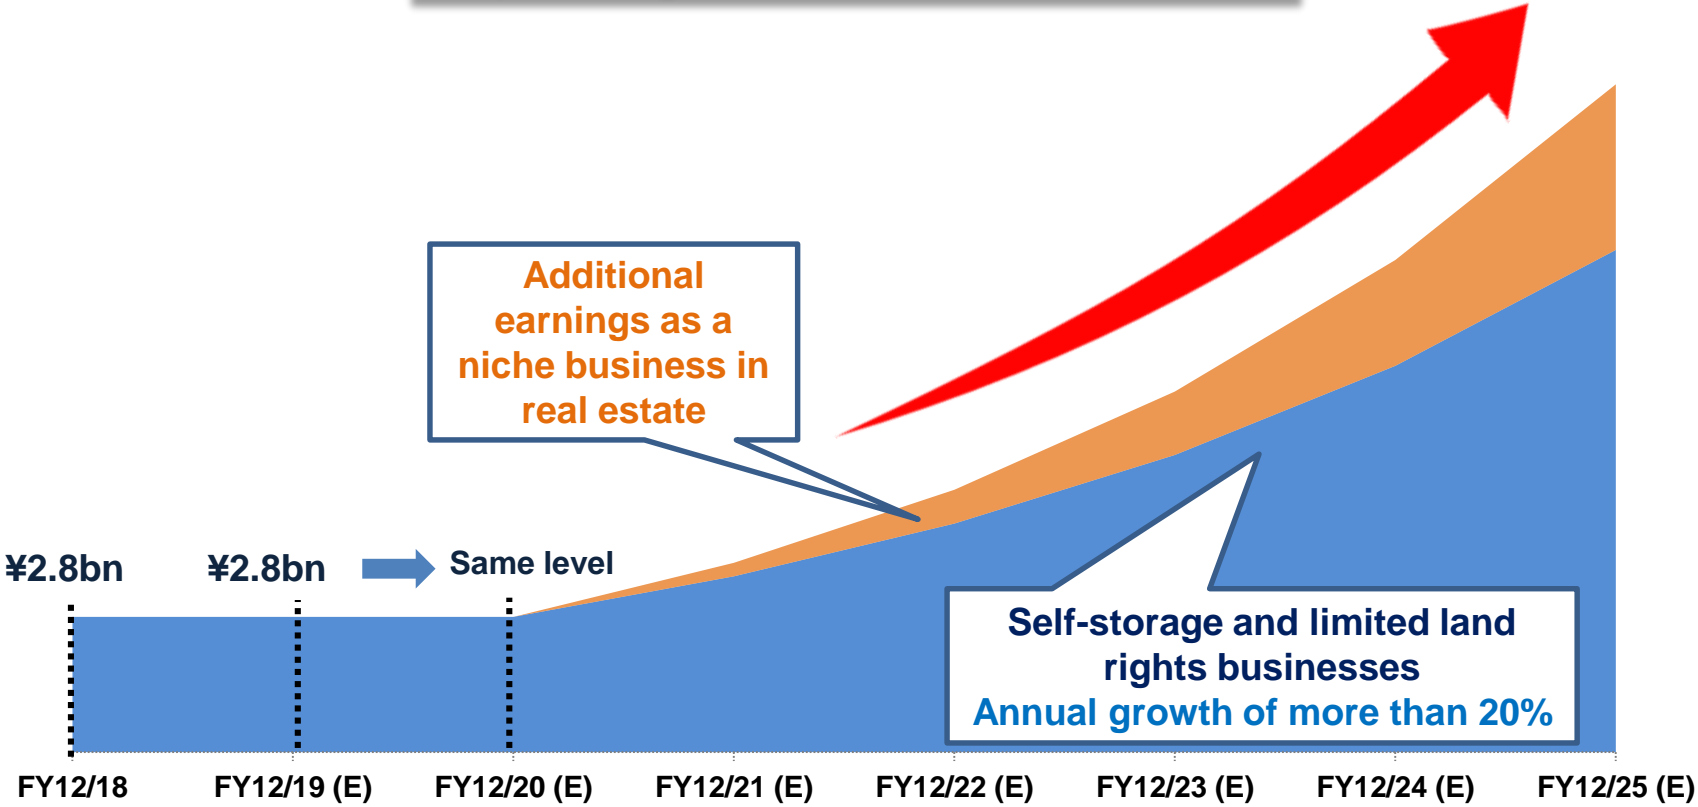 Additional
earnings as a
niche business in
real estate
¥2.8bn
¥2.8bn
Same level
Self-storage and limited land
rights businesses
Annual growth of more than 20%
FY12/18
FY12/19 (E)
FY12/20 (E)
FY12/21 (E)
FY12/22 (E)
FY12/23 (E)
FY12/24 (E)
FY12/25 (E)